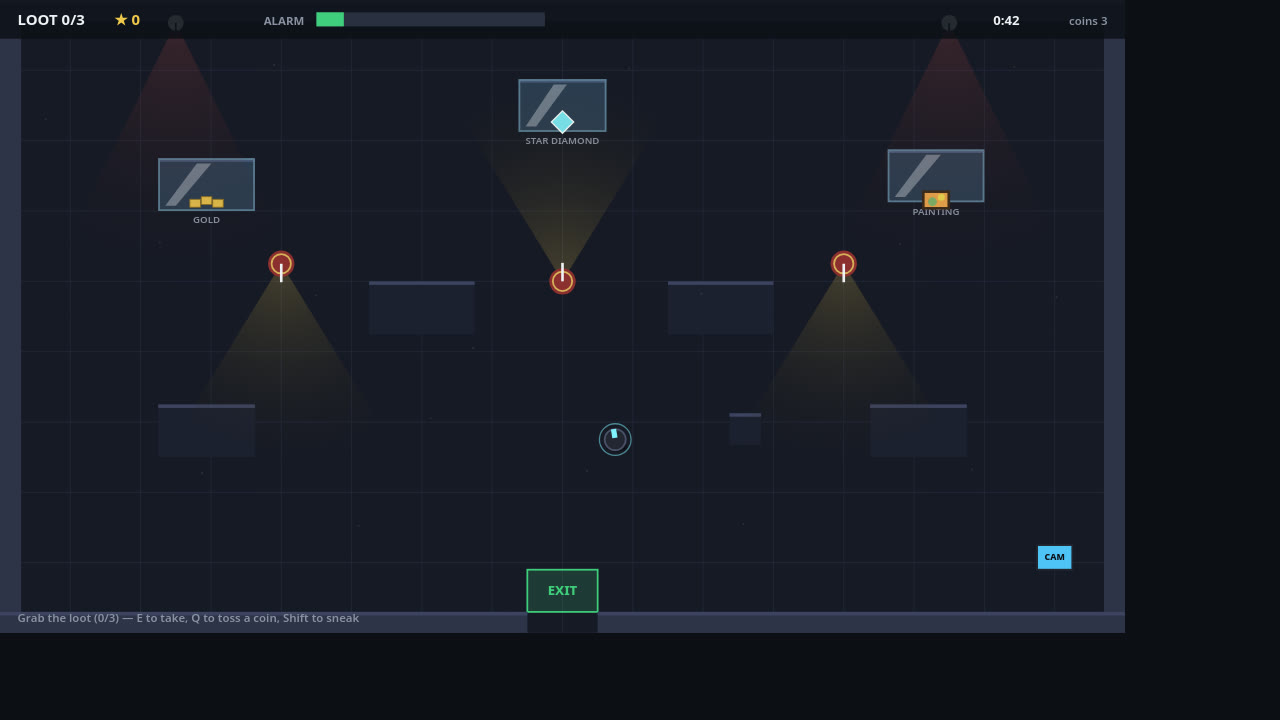 LOOT 0/3 ★ 0 ALARM 0:42 coins 3
STAR DIAMOND
GOLD
PAINTING
CAM
EXIT
Grab the loot (0/3) — E to take, Q to toss a coin, Shift to sneak